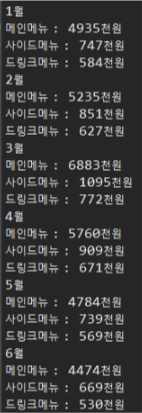 1월
메인메뉴 : 4935천원
사이드메뉴 : 747천원
드링크메뉴 : 584천원
2월
메인메뉴 : 5235천원
사이드메뉴 : 851천원
드링크메뉴 : 627천원
3월
메인메뉴 : 6883천원
사이드메뉴 : 1095천원
드링크메뉴 : 772천원
4월
메인메뉴 : 5760천원
사이드메뉴 : 909천원
드링크메뉴 : 671천원
5월
메인메뉴 : 4784천원
사이드메뉴 : 739천원
드링크메뉴 : 569천원
6월
메인메뉴 : 4474천원
사이드메뉴 : 669천원
드링크메뉴 : 530천원